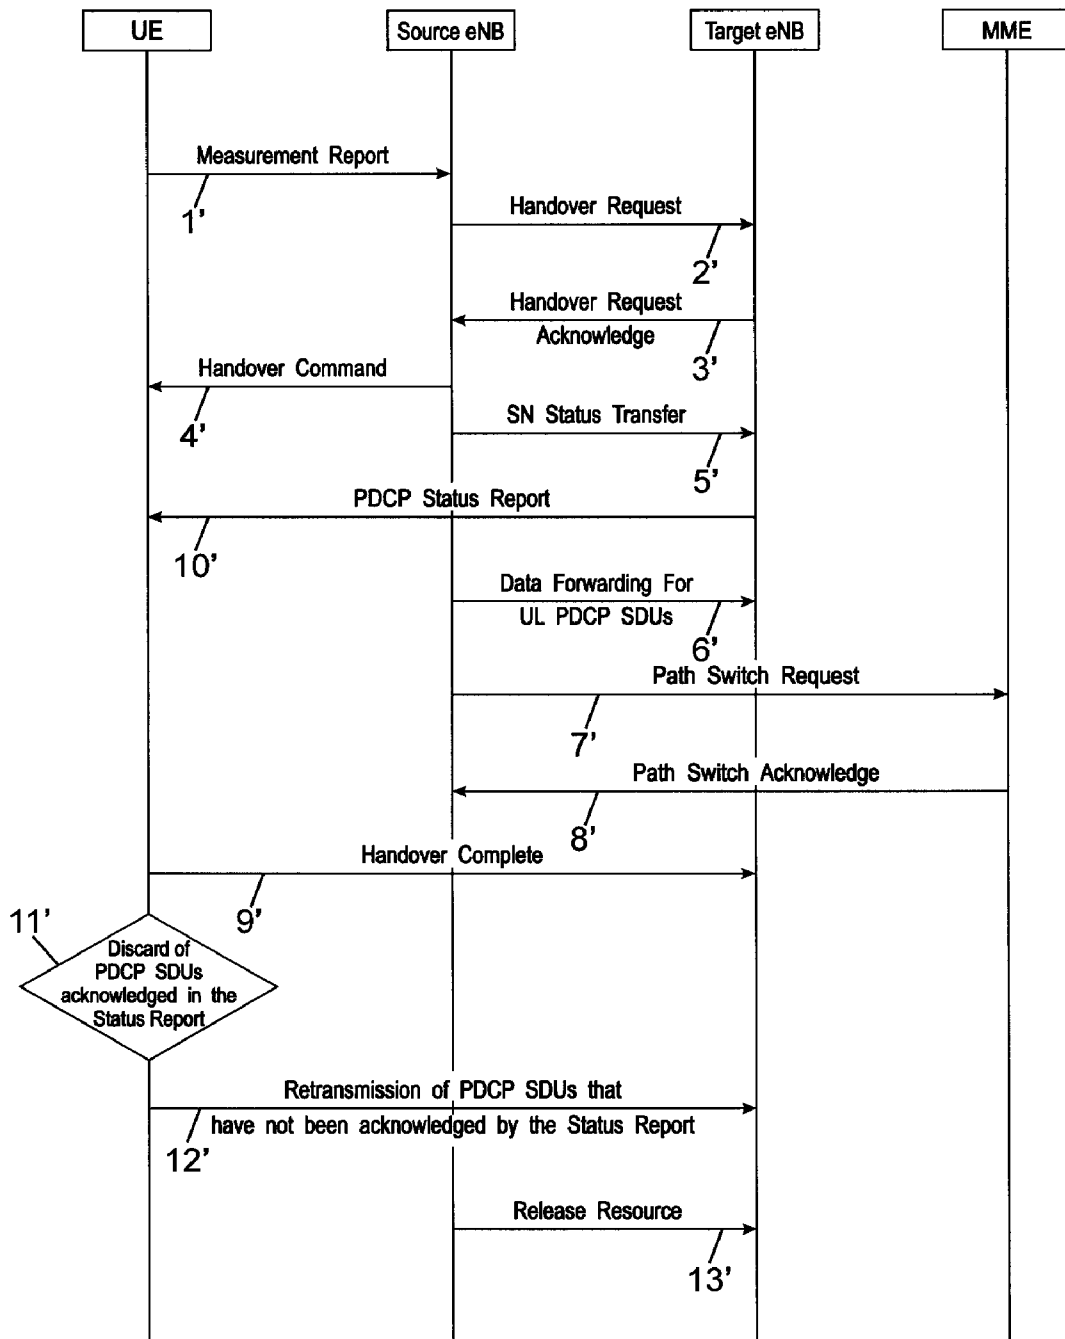 UE
Source eNB
Target eNB
MME
Measurement Report
1’
Handover Request
2’
Handover Request
Acknowledge
3’
Handover Command
4’
SN Status Transfer
5’
PDCP Status Report
10’
Data Forwarding For
UL PDCP SDUs
6’
Path Switch Request
7’
Path Switch Acknowledge
8’
Handover Complete
9’
11’
Discard of
PDCP SDUs
acknowledged in the
Status Report
Retransmission of PDCP SDUs that
have not been acknowledged by the Status Report
12’
Release Resource
13’